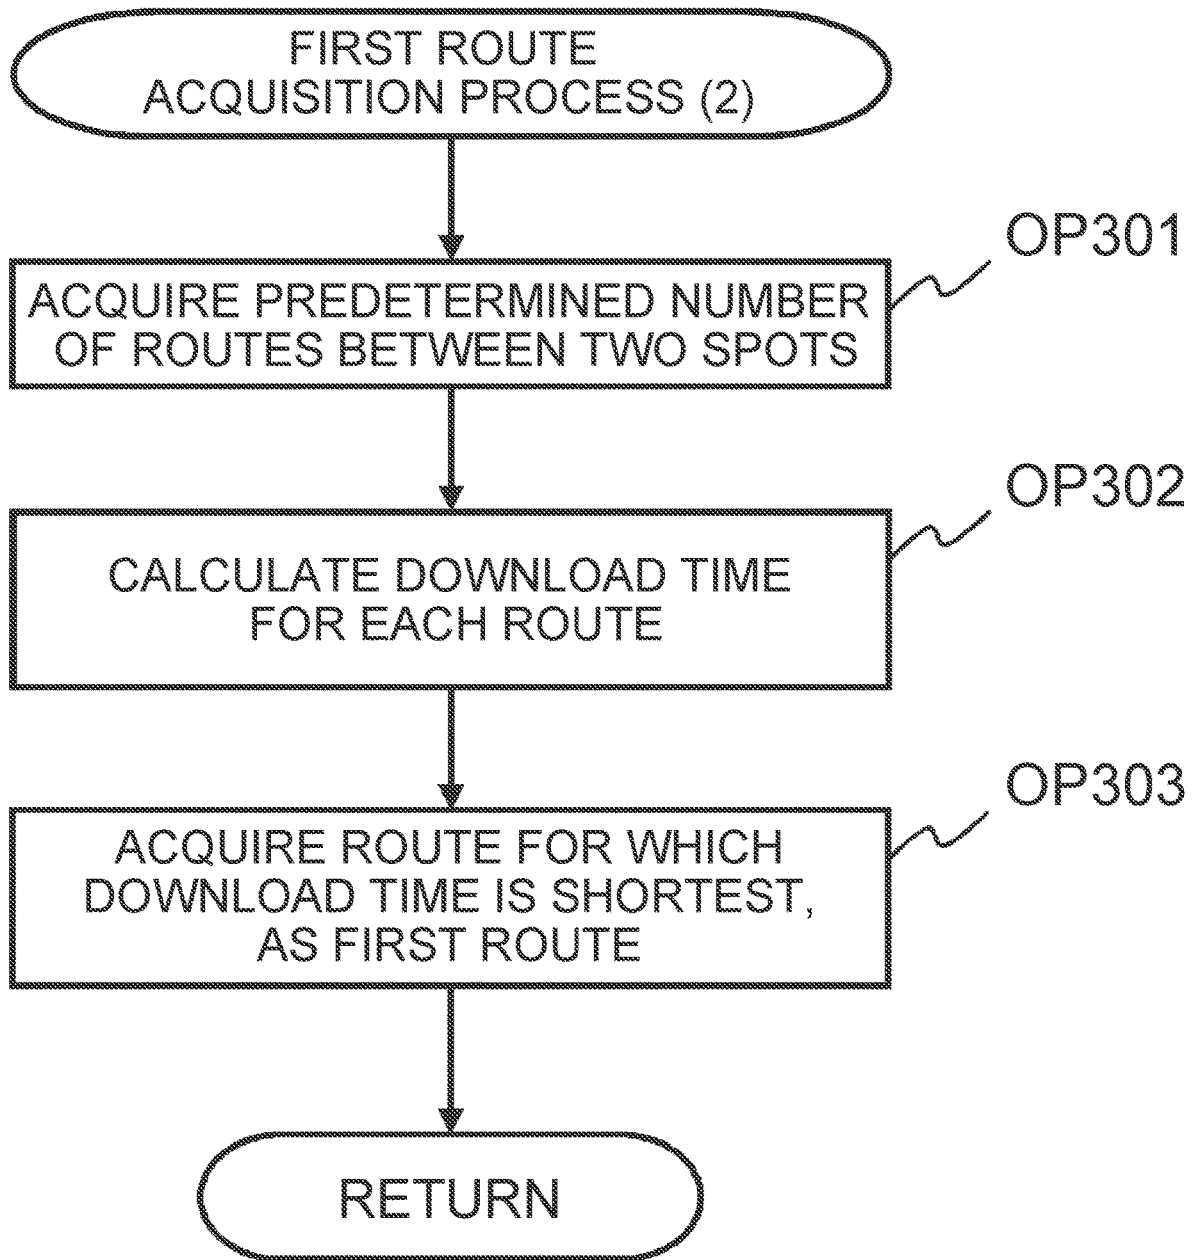 FIRST ROUTE
ACQUISITION PROCESS (2)
OP301
ACQUIRE PREDETERMINED NUMBER
OF ROUTES BETWEEN TWO SPOTS
OP302
CALCULATE DOWNLOAD TIME
FOR EACH ROUTE
OP303
ACQUIRE ROUTE FOR WHICH
DOWNLOAD TIME IS SHORTEST,
AS FIRST ROUTE
RETURN